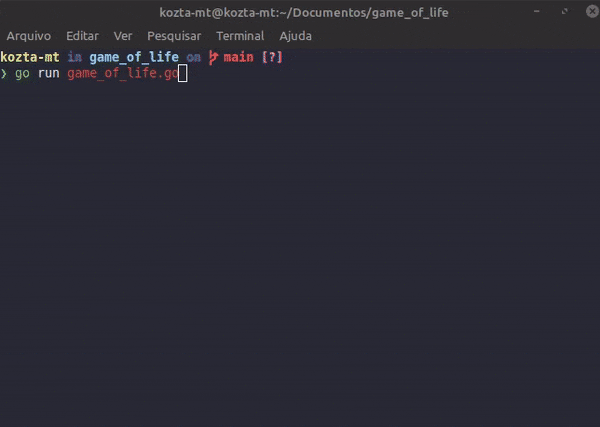 kozta-mt@kozta-mt:~/Documentos/game_of_life
Arquivo Editar Ver Pesquisar Terminal Ajuda
kozta-mt in game_of_life on main [?]
❯ go run game_of_life.go